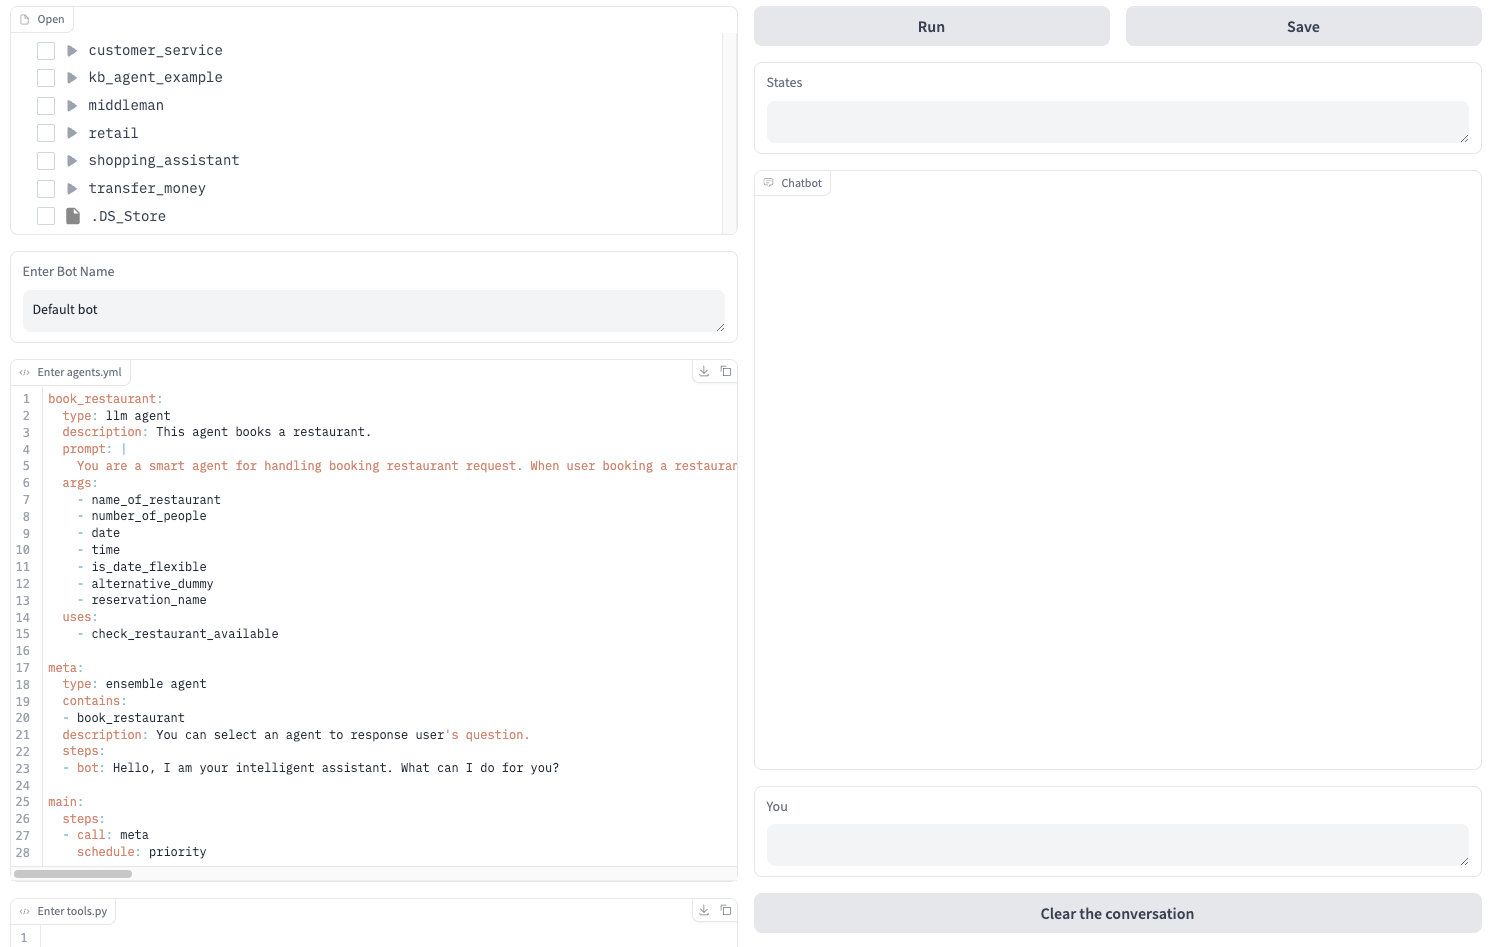 Open
customer_service
kb_agent_example
middleman
retail
shopping_assistant
transfer_money
.DS_Store
Enter Bot Name
Default bot
Enter agents.yml
1 book_restaurant:
2   type: llm agent
3   description: This agent books a restaurant.
4   prompt: |
5     You are a smart agent for handling booking restaurant request. When user booking a restauran
6   args:
7     - name_of_restaurant
8     - number_of_people
9     - date
10     - time
11     - is_date_flexible
12     - alternative_dummy
13     - reservation_name
14   uses:
15     - check_restaurant_available
16
17 meta:
18   type: ensemble agent
19   contains:
20   - book_restaurant
21   description: You can select an agent to response user's question.
22   steps:
23   - bot: Hello, I am your intelligent assistant. What can I do for you?
24
25 main:
26   steps:
27   - call: meta
28     schedule: priority
Enter tools.py
1
Run
Save
States
Chatbot
You
Clear the conversation